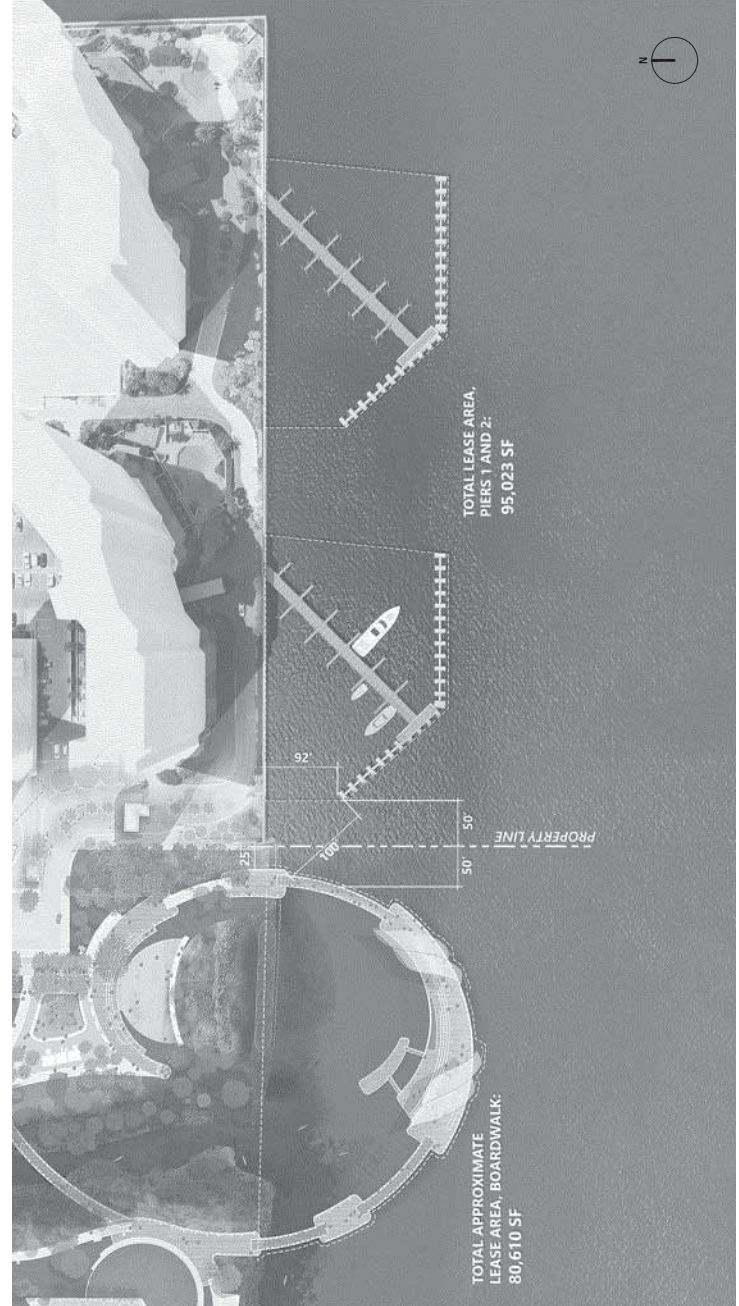 N
TOTAL LEASE AREA,
PIERS 1 AND 2:
95,023 SF
92'
50'
PROPERTY LINE
25'
100'
50'
TOTAL APPROXIMATE
LEASE AREA, BOARDWALK:
80,610 SF